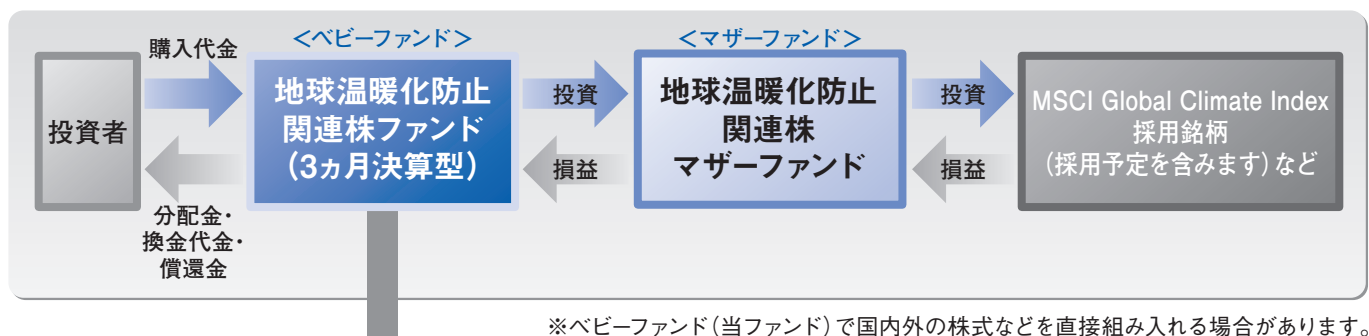 投資者
購入代金
分配金・
換金代金・
償還金
<ベビーファンド>
地球温暖化防止
関連株ファンド
(3ヵ月決算型)
投資
損益
<マザーファンド>
地球温暖化防止
関連株
マザーファンド
投資
損益
MSCI Global Climate Index
採用銘柄
(採用予定を含みます)など
※ベビーファンド(当ファンド)で国内外の株式などを直接組み入れる場合があります。